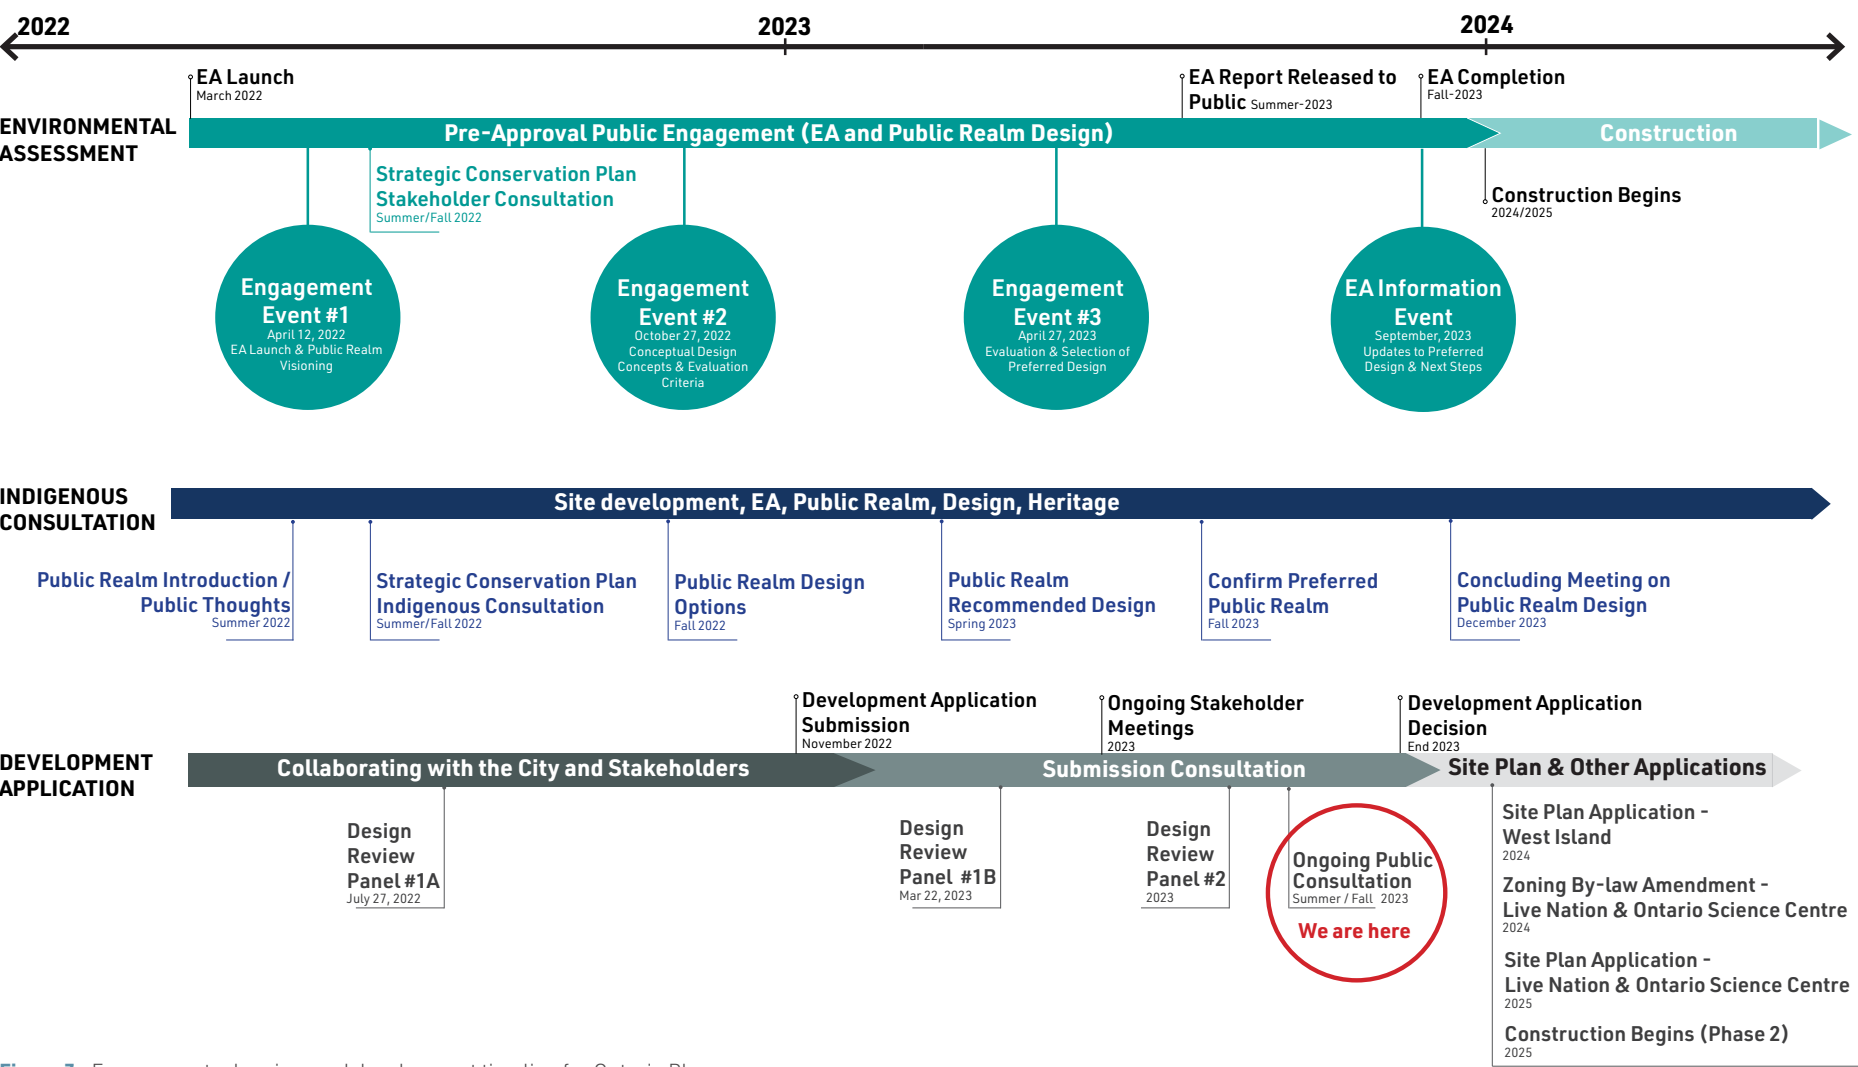 2022
2023
2024
EA Launch
March 2022
EA Report Released to
Public Summer-2023
EA Completion
Fall-2023
ENVIRONMENTAL
ASSESSMENT
Pre-Approval Public Engagement (EA and Public Realm Design)
Construction
Strategic Conservation Plan
Stakeholder Consultation
Summer/Fall 2022
Construction Begins
2024/2025
Engagement
Event #1
April 12, 2022
EA Launch & Public Realm
Visioning
Engagement
Event #2
October 27, 2022
Conceptual Design
Concepts & Evaluation
Criteria
Engagement
Event #3
April 27, 2023
Evaluation & Selection of
Preferred Design
EA Information
Event
September, 2023
Updates to Preferred
Design & Next Steps
INDIGENOUS
CONSULTATION
Site development, EA, Public Realm, Design, Heritage
Public Realm Introduction /
Public Thoughts
Summer 2022
Strategic Conservation Plan
Indigenous Consultation
Summer/Fall 2022
Public Realm Design
Options
Fall 2022
Public Realm
Recommended Design
Spring 2023
Confirm Preferred
Public Realm
Fall 2023
Concluding Meeting on
Public Realm Design
December 2023
Development Application
Submission
November 2022
Ongoing Stakeholder
Meetings
2023
Development Application
Decision
End 2023
DEVELOPMENT
APPLICATION
Collaborating with the City and Stakeholders
Submission Consultation
Site Plan & Other Applications
Design
Review
Panel #1A
July 27, 2022
Design
Review
Panel #1B
Mar 22, 2023
Design
Review
Panel #2
2023
Ongoing Public
Consultation
Summer / Fall 2023
We are here
Site Plan Application -
West Island
2024
Zoning By-law Amendment -
Live Nation & Ontario Science Centre
2024
Site Plan Application -
Live Nation & Ontario Science Centre
2025
Construction Begins (Phase 2)
2025